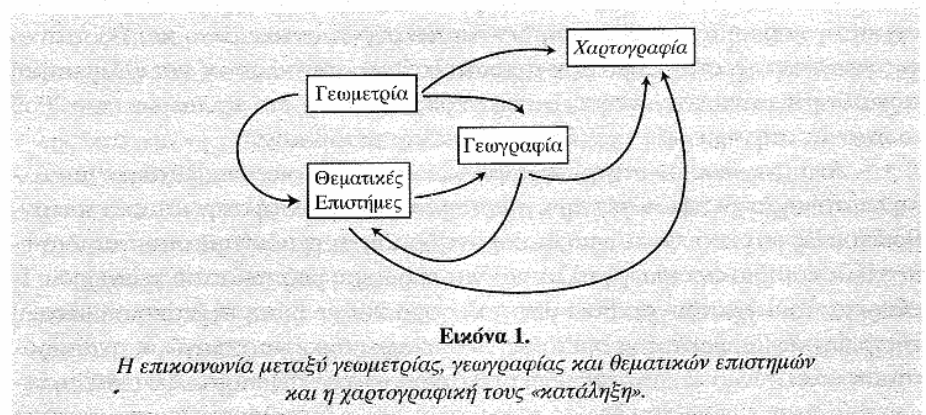 Χαρτογραφία
Γεωμετρία
Γεωγραφία
Θεματικές
Επιστήμες
Εικόνα 1.
Η επικοινωνία μεταξύ γεωμετρίας, γεωγραφίας και θεματικών επιστημών
και η χαρτογραφική τους «κατάληξη».